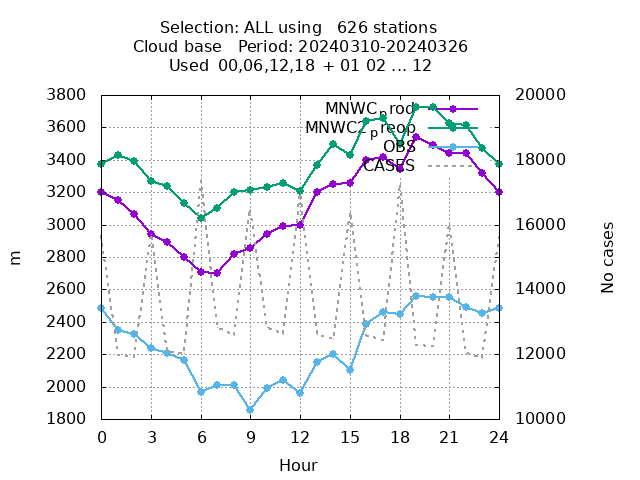 Selection: ALL using   626 stations
Cloud base   Period: 20240310-20240326
Used  00,06,12,18  + 01 02 ... 12
3800
3600
3400
3200
3000
2800
2600
2400
2200
2000
1800
20000
18000
16000
14000
12000
10000
m
No cases
MNWC_prod
MNWC2_preop
OBS
CASES
0 3 6 9 12 15 18 21 24
Hour